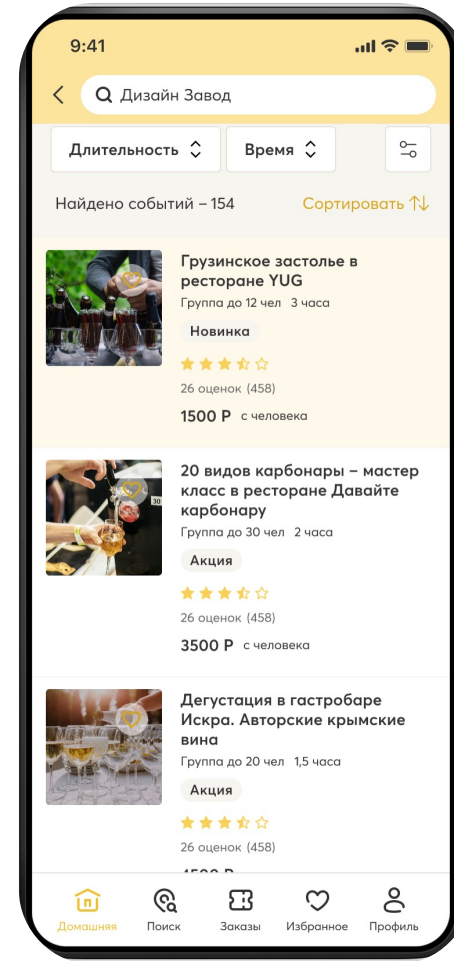 9:41
Дизайн Завод
Длительность
Время
Найдено событий – 154
Сортировать
Грузинское застолье в
ресторане YUG
Группа до 12 чел 3 часа
Новинка
26 оценок (458)
1500 Р с человека
20 видов карбонары – мастер
класс в ресторане Давайте
карбонару
Группа до 30 чел 2 часа
Акция
26 оценок (458)
3500 Р с человека
Дегустация в гастробаре
Искра. Авторские крымские
вина
Группа до 20 чел 1,5 часа
Акция
26 оценок (458)
Домашняя
Поиск
Заказы
Избранное
Профиль